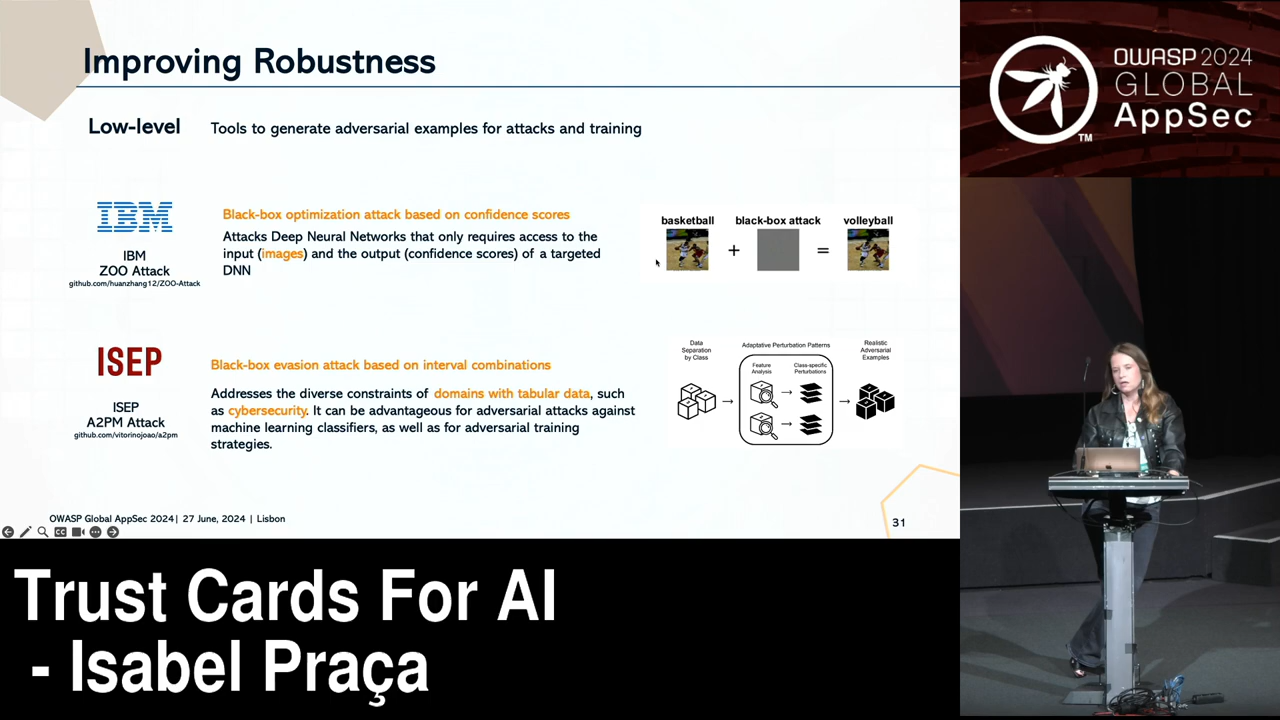 Improving Robustness
Low-level
Tools to generate adversarial examples for attacks and training
IBM
IBM
ZOO Attack
github.com/huanzhang12/ZOO-Attack
Black-box optimization attack based on confidence scores
Attacks Deep Neural Networks that only requires access to the
input (images) and the output (confidence scores) of a targeted
DNN
basketball
black-box attack
volleyball
+
=
ISEP
ISEP
A2PM Attack
github.com/vitorinojoao/a2pm
Black-box evasion attack based on interval combinations
Addresses the diverse constraints of domains with tabular data, such
as cybersecurity. It can be advantageous for adversarial attacks against
machine learning classifiers, as well as for adversarial training
strategies.
Data
Separation
by Class
Adaptative Perturbation Patterns
Feature
Analysis
Class-specific
Perturbations
Realistic
Adversarial
Examples
OWASP Global AppSec 2024| 27 June, 2024 | Lisbon
31
CC
OWASP 2024
GLOBAL
AppSec
TM
Trust Cards For AI
- Isabel Praça